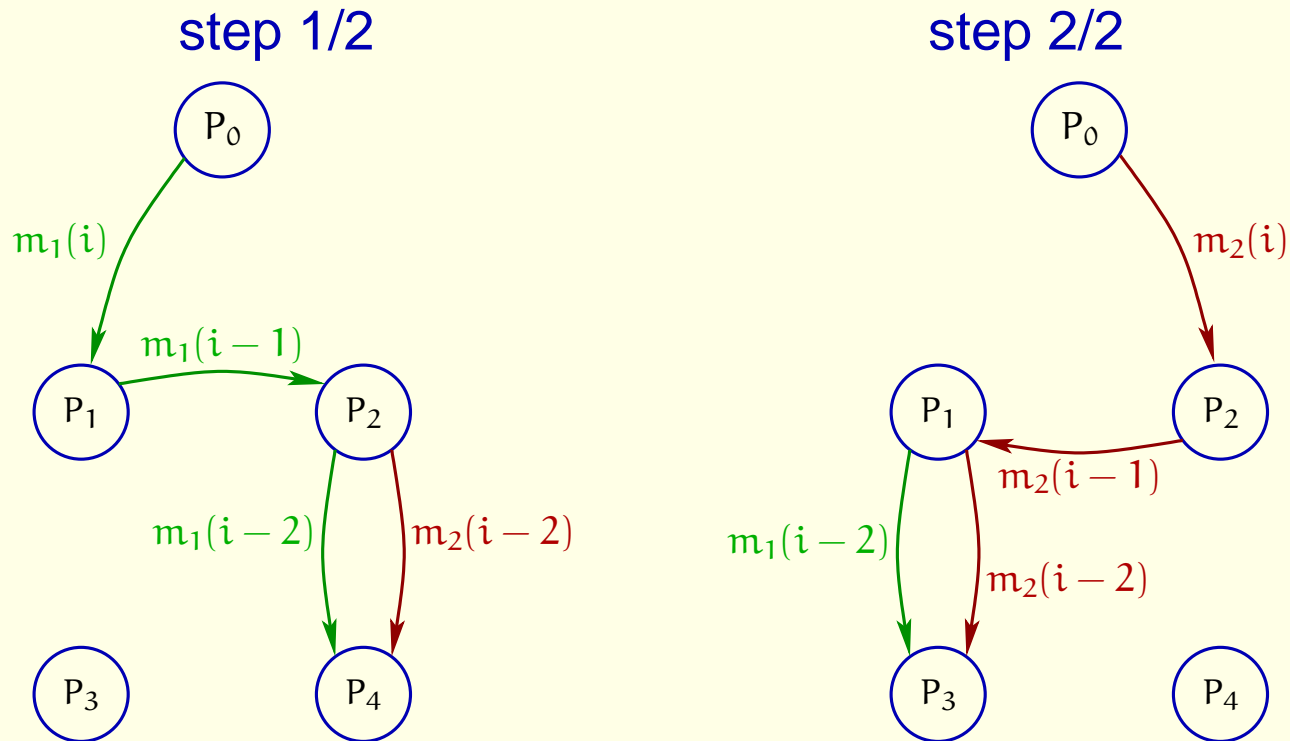 step 1/2
P₀
m₁(i)
m₁(i − 1)
P₁
P₂
m₁(i − 2)
m₂(i − 2)
P₃
P₄
step 2/2
P₀
m₂(i)
P₁
P₂
m₂(i − 1)
m₁(i − 2)
m₂(i − 2)
P₃
P₄